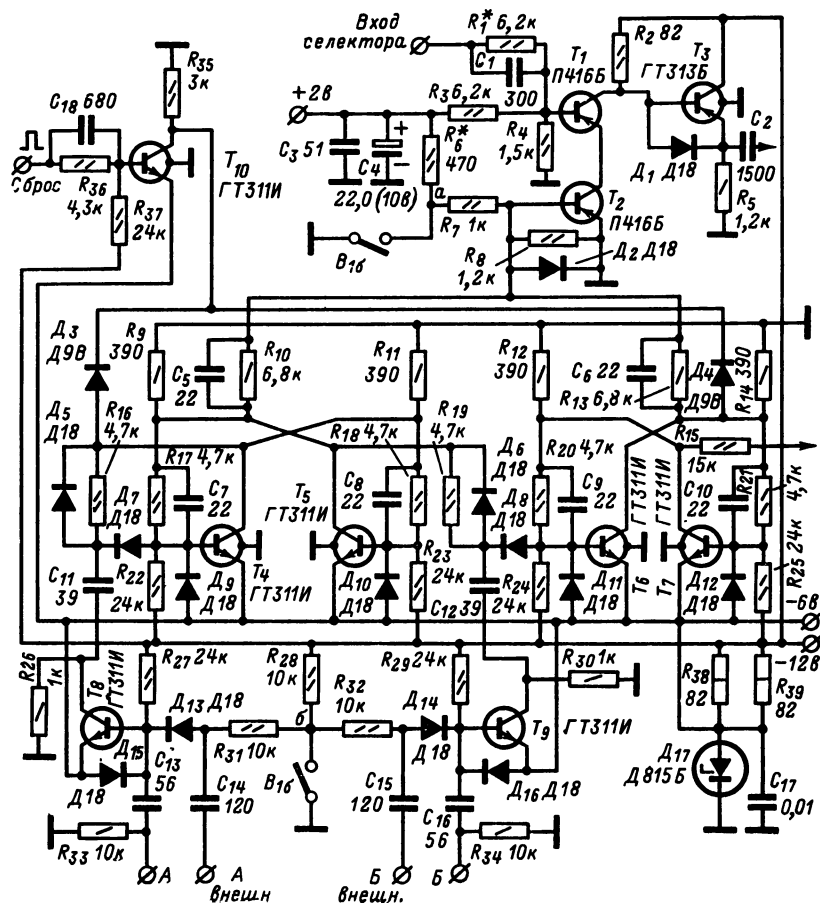 Вход
селектора
R1* 6,2к
C1
300
R2 82
T1
П416Б
T3
ГТ313Б
R35
3к
C18 680
+2в
R3 6,2к
C3 51
C4
+
−
22,0 (10в)
R6*
470
R4
1,5к
C2
1500
Д1 Д18
R5
1,2к
Сброс
R36
4,3к
R37
24к
T10
ГТ311И
а
R7 1к
T2
П416Б
В1б
R8
1,2к
Д2 Д18
Д3
Д9В
R9
390
C5
22
R10
6,8к
R11
390
R12
390
C6 22
R13 6,8к
Д4
Д9В
R14 390
Д5
Д18
R16
4,7к
R17 4,7к
R18 4,7к
R19
4,7к
Д6
Д18
R20 4,7к
R15
15к
Д7
Д18
C7
22
T5
ГТ311И
C8
22
Д8
Д18
C9
22
ГТ311И
ГТ311И
C10
22
R21
4,7к
C11
39
R22
24к
Д9
Д18
T4
ГТ311И
Д10
Д18
R23
24к
C12 39
R24
24к
Д11
Д18
T6
T7
Д12
Д18
R25 24к
−6в
−12в
R26
1к
T8
ГТ311И
R27 24к
R28
10к
R29 24к
R30 1к
R38
82
R39
82
Д13 Д18
R31 10к
б
R32
10к
Д14
Д18
T9
ГТ311И
Д15
Д18
C13
56
C14
120
В1б
C15
120
C16
56
Д16 Д18
Д17
Д815Б
C17
0,01
R33 10к
R34 10к
А
А
внешн
Б
внешн.
Б